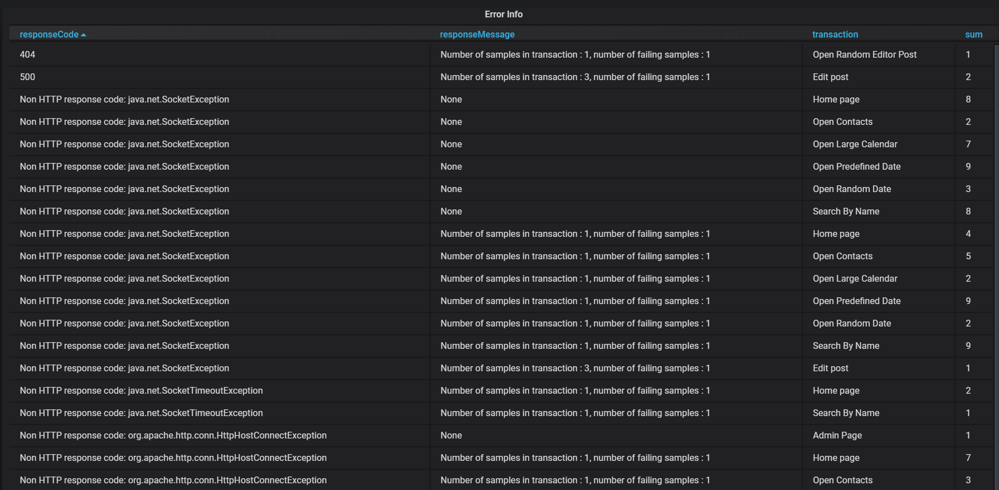 Error Info
responseCode responseMessage transaction sum
404 Number of samples in transaction : 1, number of failing samples : 1 Open Random Editor Post 1
500 Number of samples in transaction : 3, number of failing samples : 1 Edit post 2
Non HTTP response code: java.net.SocketException None Home page 8
Non HTTP response code: java.net.SocketException None Open Contacts 2
Non HTTP response code: java.net.SocketException None Open Large Calendar 7
Non HTTP response code: java.net.SocketException None Open Predefined Date 9
Non HTTP response code: java.net.SocketException None Open Random Date 3
Non HTTP response code: java.net.SocketException None Search By Name 8
Non HTTP response code: java.net.SocketException Number of samples in transaction : 1, number of failing samples : 1 Home page 4
Non HTTP response code: java.net.SocketException Number of samples in transaction : 1, number of failing samples : 1 Open Contacts 5
Non HTTP response code: java.net.SocketException Number of samples in transaction : 1, number of failing samples : 1 Open Large Calendar 2
Non HTTP response code: java.net.SocketException Number of samples in transaction : 1, number of failing samples : 1 Open Predefined Date 9
Non HTTP response code: java.net.SocketException Number of samples in transaction : 1, number of failing samples : 1 Open Random Date 2
Non HTTP response code: java.net.SocketException Number of samples in transaction : 1, number of failing samples : 1 Search By Name 9
Non HTTP response code: java.net.SocketException Number of samples in transaction : 3, number of failing samples : 1 Edit post 1
Non HTTP response code: java.net.SocketTimeoutException Number of samples in transaction : 1, number of failing samples : 1 Home page 2
Non HTTP response code: java.net.SocketTimeoutException Number of samples in transaction : 1, number of failing samples : 1 Search By Name 1
Non HTTP response code: org.apache.http.conn.HttpHostConnectException None Admin Page 1
Non HTTP response code: org.apache.http.conn.HttpHostConnectException Number of samples in transaction : 1, number of failing samples : 1 Home page 7
Non HTTP response code: org.apache.http.conn.HttpHostConnectException Number of samples in transaction : 1, number of failing samples : 1 Open Contacts 3